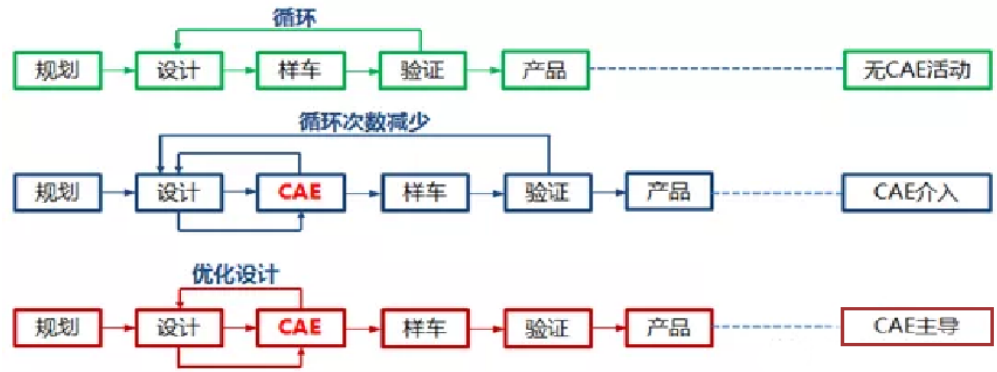 循环
规划 设计 样车 验证 产品 无CAE活动
循环次数减少
规划 设计 CAE 样车 验证 产品 CAE介入
优化设计
规划 设计 CAE 样车 验证 产品 CAE主导